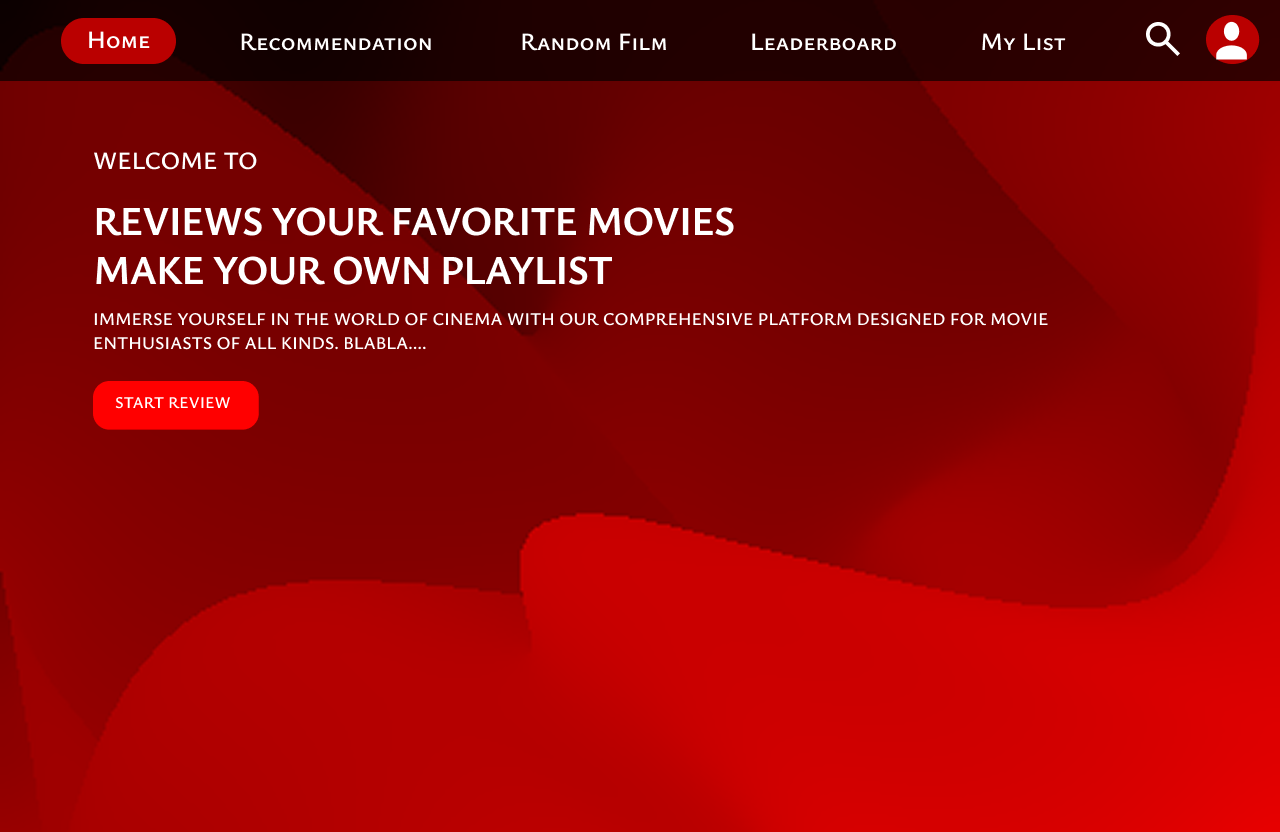 Home Recommendation Random Film Leaderboard My List
WELCOME TO
REVIEWS YOUR FAVORITE MOVIES
MAKE YOUR OWN PLAYLIST
IMMERSE YOURSELF IN THE WORLD OF CINEMA WITH OUR COMPREHENSIVE PLATFORM DESIGNED FOR MOVIE
ENTHUSIASTS OF ALL KINDS. BLABLA....
START REVIEW